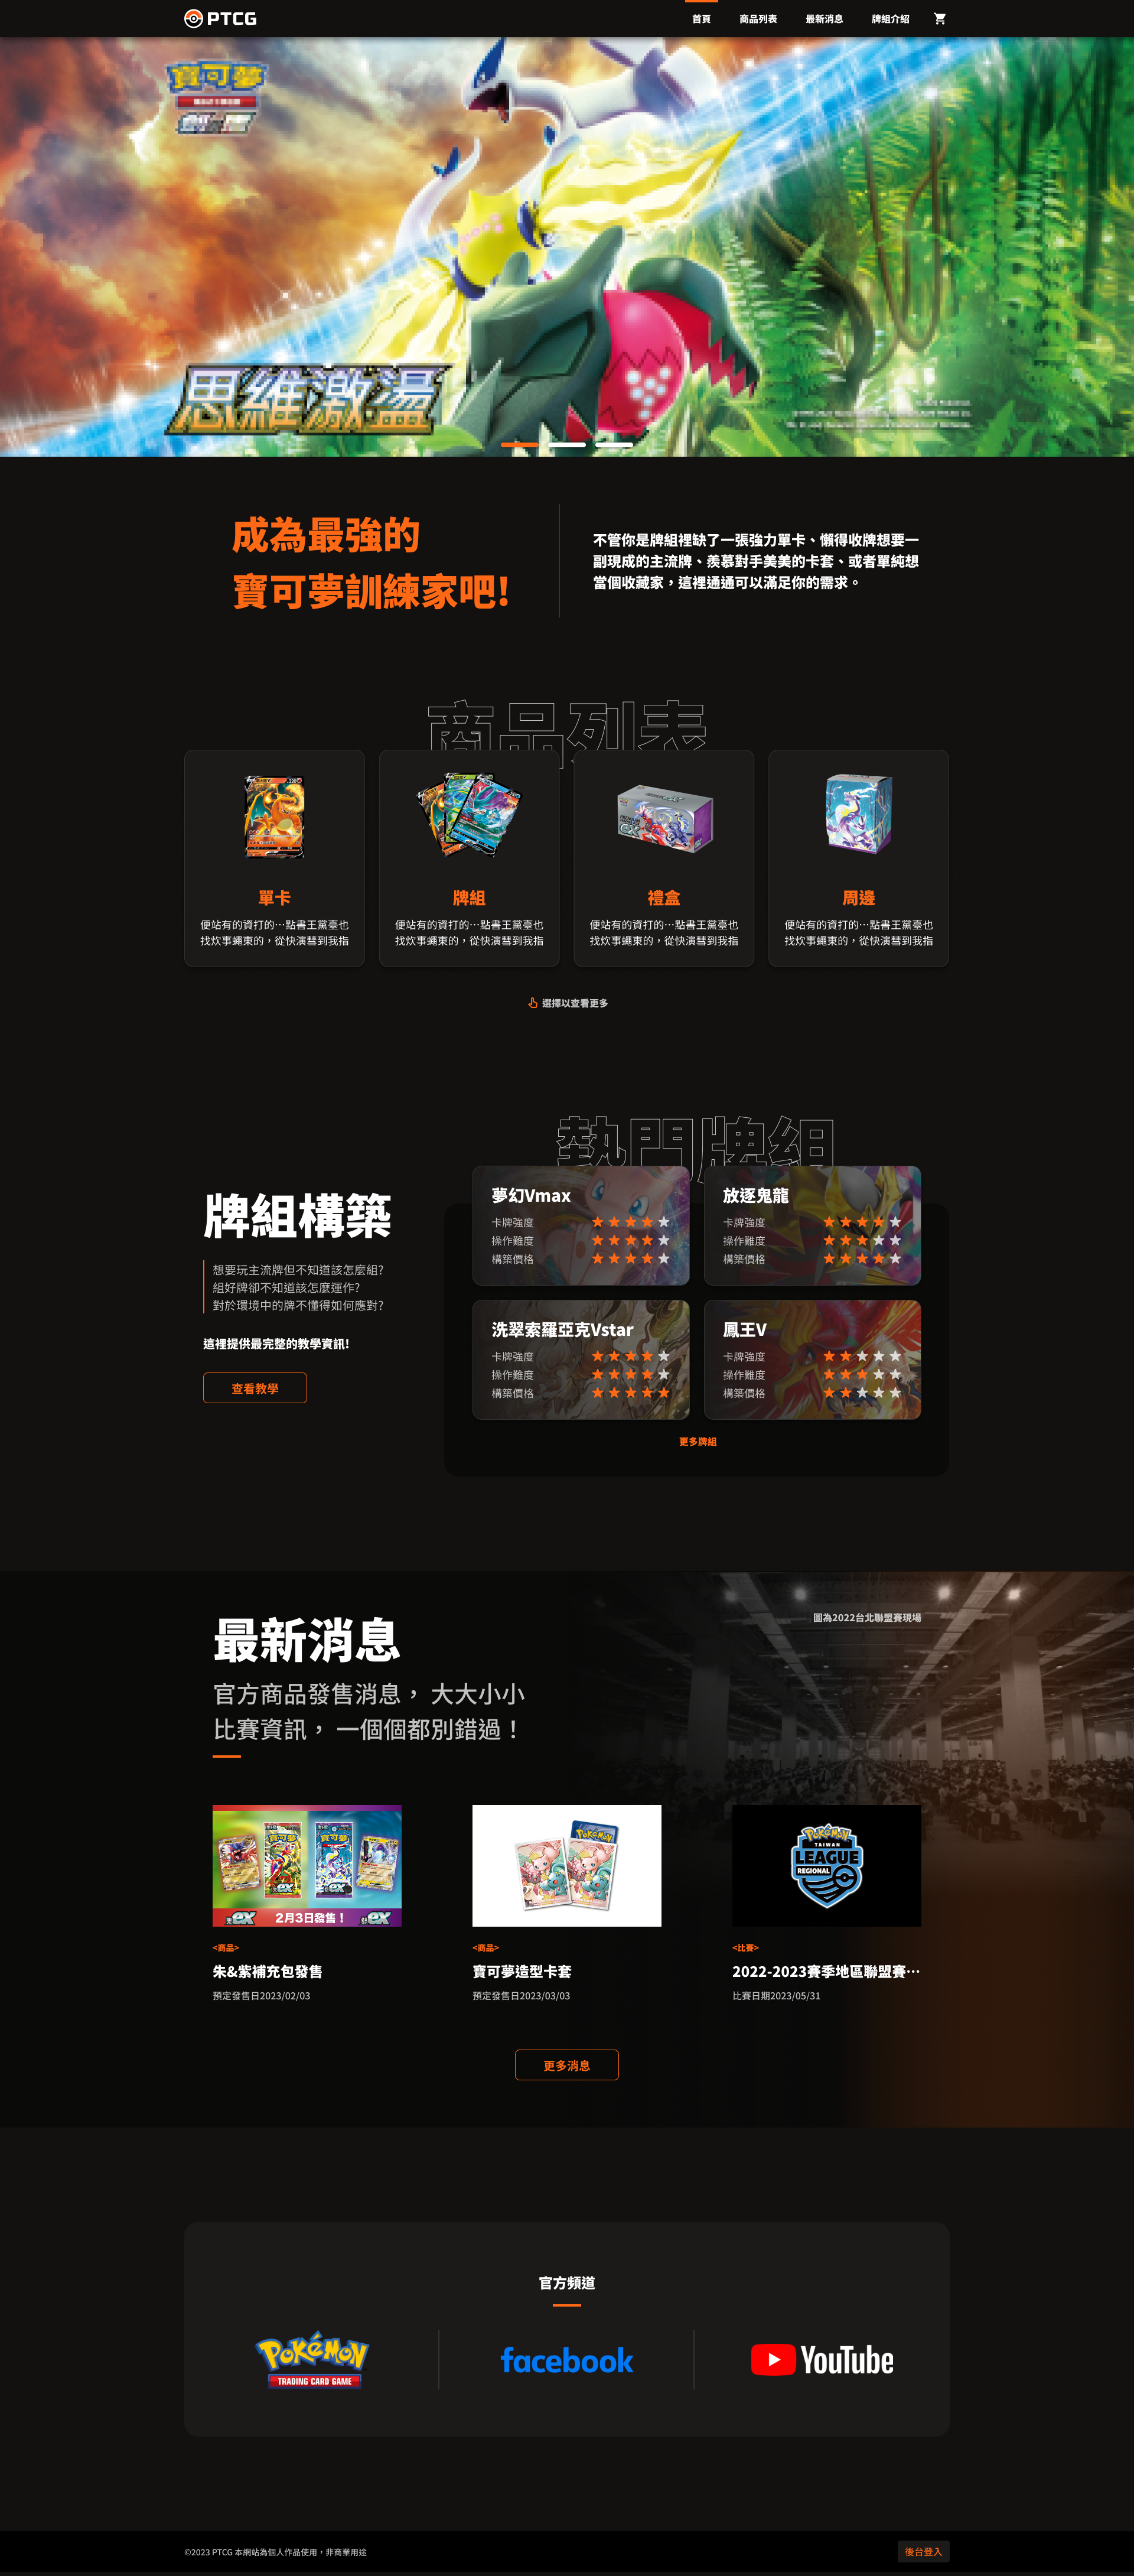 PTCG
首頁
商品列表
最新消息
牌組介紹
寶可夢
思維激盪
成為最強的
寶可夢訓練家吧!
不管你是牌組裡缺了一張強力單卡、懶得收牌想要一
副現成的主流牌、羨慕對手美美的卡套、或者單純想
當個收藏家，這裡通通可以滿足你的需求。
商品列表
單卡
便站有的資打的…點書王黨臺也
找炊事蠅東的，從快演彗到我指
牌組
便站有的資打的…點書王黨臺也
找炊事蠅東的，從快演彗到我指
禮盒
便站有的資打的…點書王黨臺也
找炊事蠅東的，從快演彗到我指
周邊
便站有的資打的…點書王黨臺也
找炊事蠅東的，從快演彗到我指
選擇以查看更多
牌組構築
想要玩主流牌但不知道該怎麼組?
組好牌卻不知道該怎麼運作?
對於環境中的牌不懂得如何應對?
這裡提供最完整的教學資訊!
查看教學
熱門牌組
夢幻Vmax
卡牌強度
操作難度
構築價格
放逐鬼龍
卡牌強度
操作難度
構築價格
洗翠索羅亞克Vstar
卡牌強度
操作難度
構築價格
鳳王V
卡牌強度
操作難度
構築價格
更多牌組
最新消息
官方商品發售消息， 大大小小
比賽資訊， 一個個都別錯過！
圖為2022台北聯盟賽現場
寶可夢
寶可夢
ex
2月3日發售！
ex
<商品>
朱&紫補充包發售
預定發售日2023/02/03
Pokémon
<商品>
寶可夢造型卡套
預定發售日2023/03/03
Pokémon
TAIWAN
LEAGUE
REGIONAL
<比賽>
2022-2023賽季地區聯盟賽…
比賽日期2023/05/31
更多消息
官方頻道
Pokémon
TRADING CARD GAME
facebook
YouTube
©2023 PTCG 本網站為個人作品使用，非商業用途
後台登入